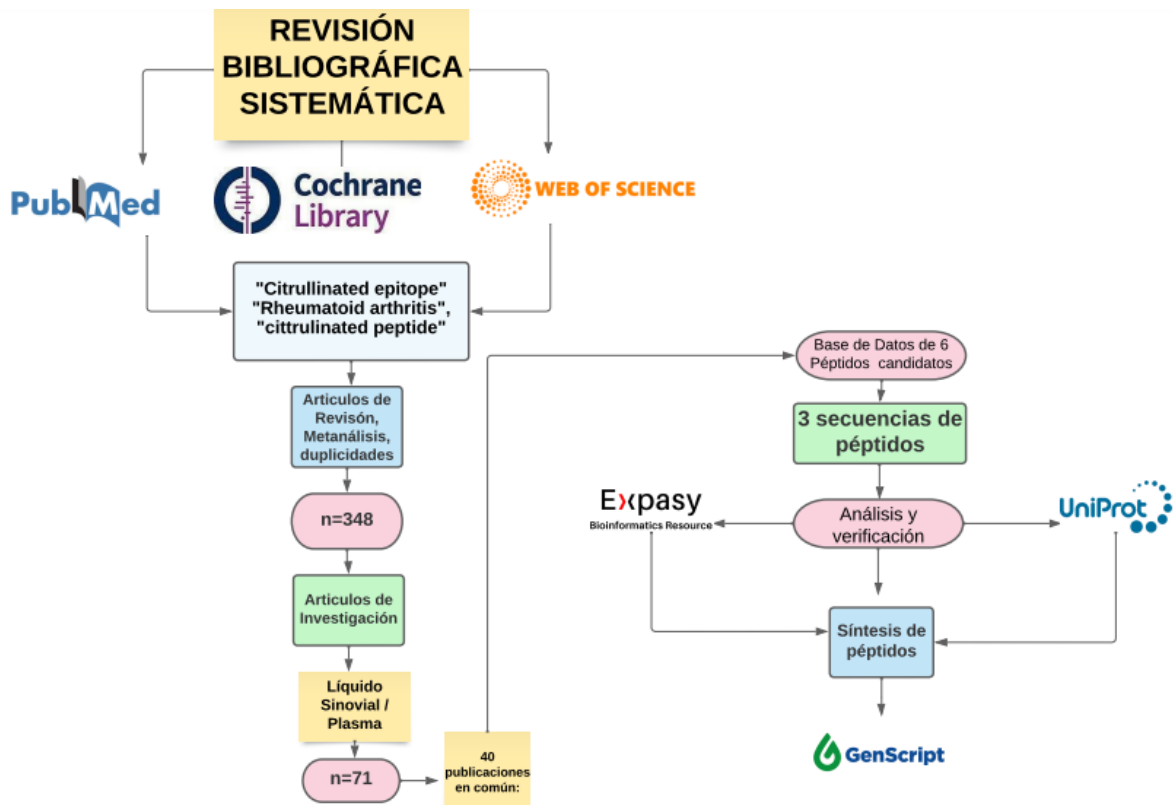 REVISIÓN
BIBLIOGRÁFICA
SISTEMÁTICA
PubMed
Cochrane
Library
WEB OF SCIENCE
"Citrullinated epitope"
"Rheumatoid arthritis",
"cittrulinated peptide"
Articulos de
Revisón,
Metanálisis,
duplicidades
n=348
Articulos de
Investigación
Líquido
Sinovial /
Plasma
n=71
40
publicaciones
en común:
Base de Datos de 6
Péptidos candidatos
3 secuencias de
péptidos
Análisis y
verificación
Expasy
Bioinformatics Resource
UniProt
Síntesis de
péptidos
GenScript